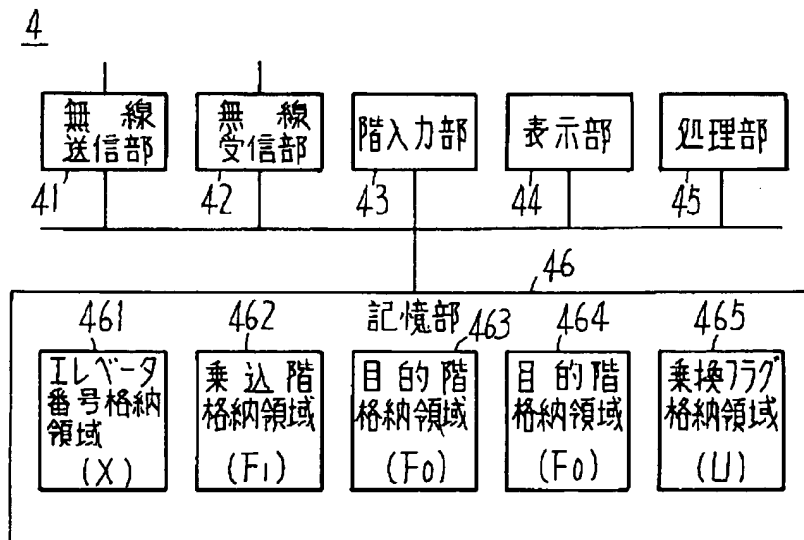 4
無線
送信部
無線
受信部
階入力部
表示部
処理部
41
42
43
44
45
46
461
462
記憶部
463
464
465
エレベータ
番号格納
領域
(X)
乗込階
格納領域
(F1)
目的階
格納領域
(F0)
目的階
格納領域
(F0)
乗換フラグ
格納領域
(U)